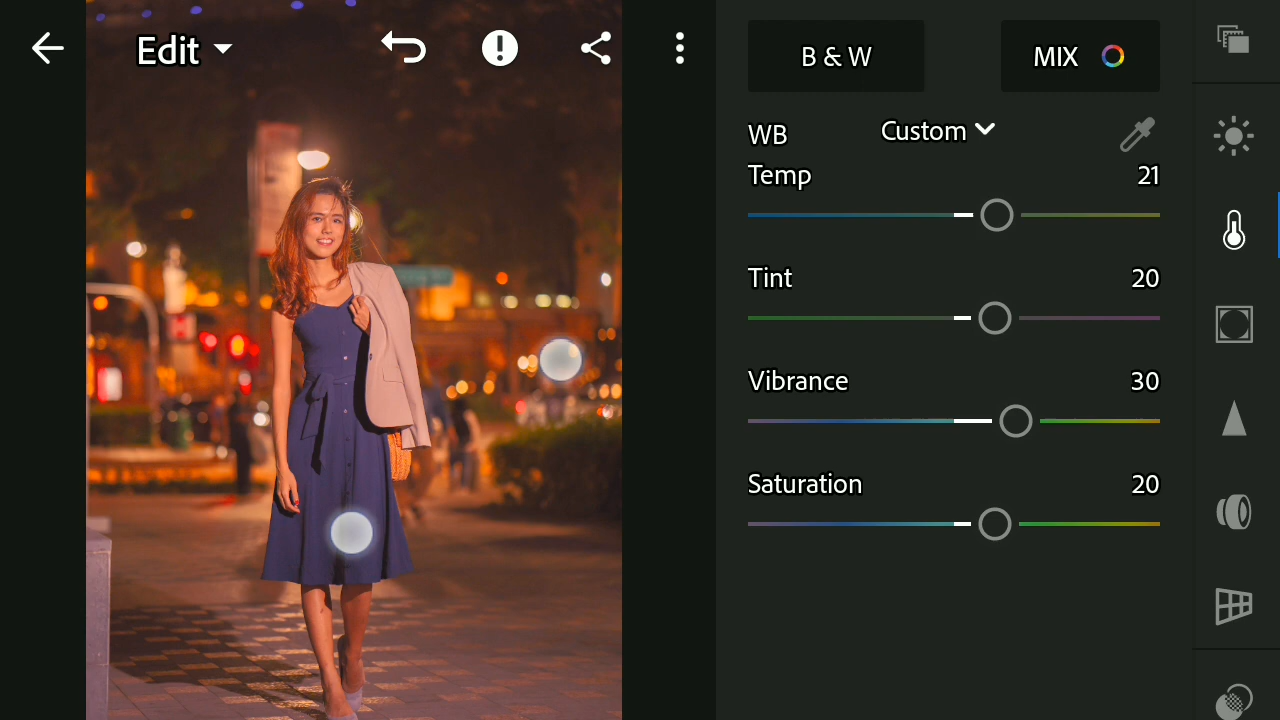 Edit
B & W
MIX
WB
Custom
Temp
21
Tint
20
Vibrance
30
Saturation
20